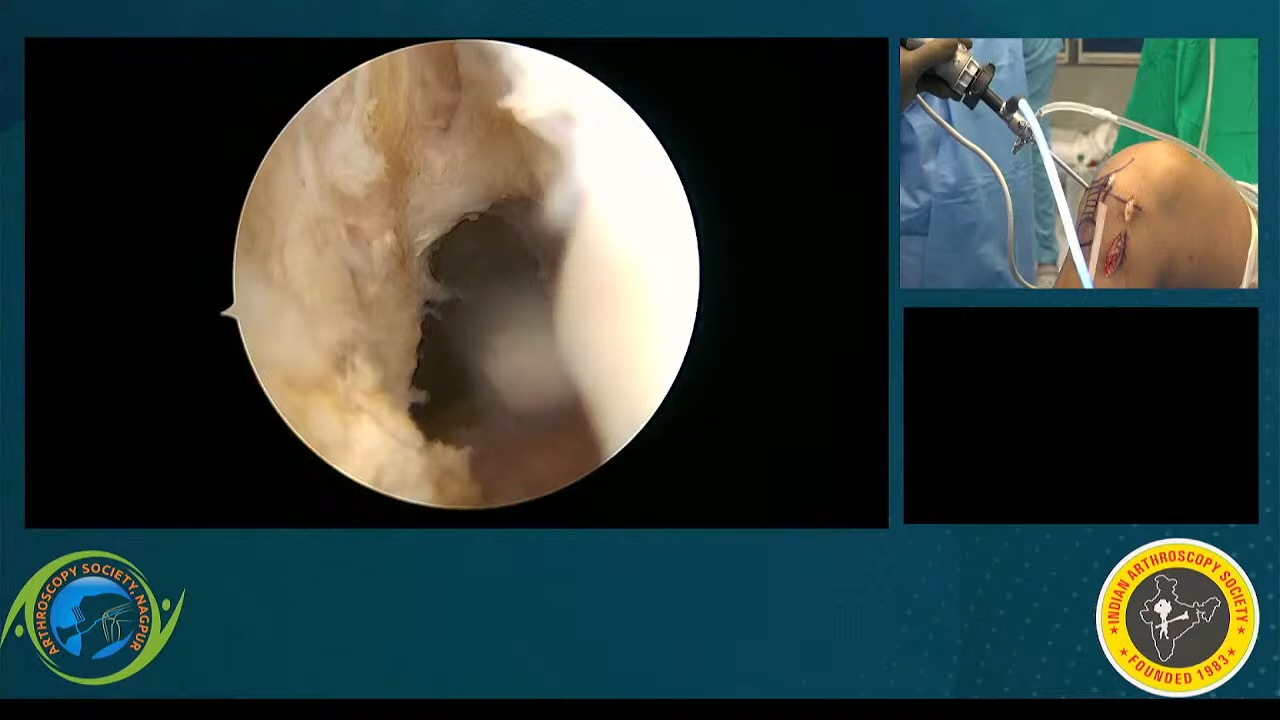 ARTHROSCOPY SOCIETY, NAGPUR
INDIAN ARTHROSCOPY SOCIETY
★ FOUNDED 1983 ★